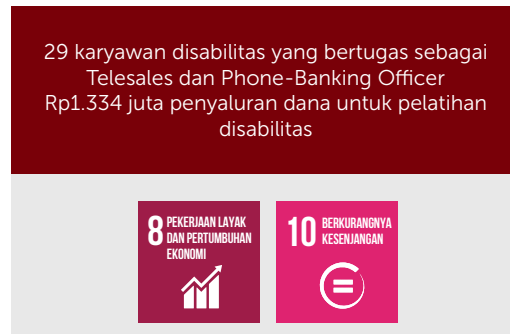 29 karyawan disabilitas yang bertugas sebagai
Telesales dan Phone-Banking Officer
Rp1.334 juta penyaluran dana untuk pelatihan
disabilitas
8 PEKERJAAN LAYAK
DAN PERTUMBUHAN
EKONOMI
10 BERKURANGNYA
KESENJANGAN